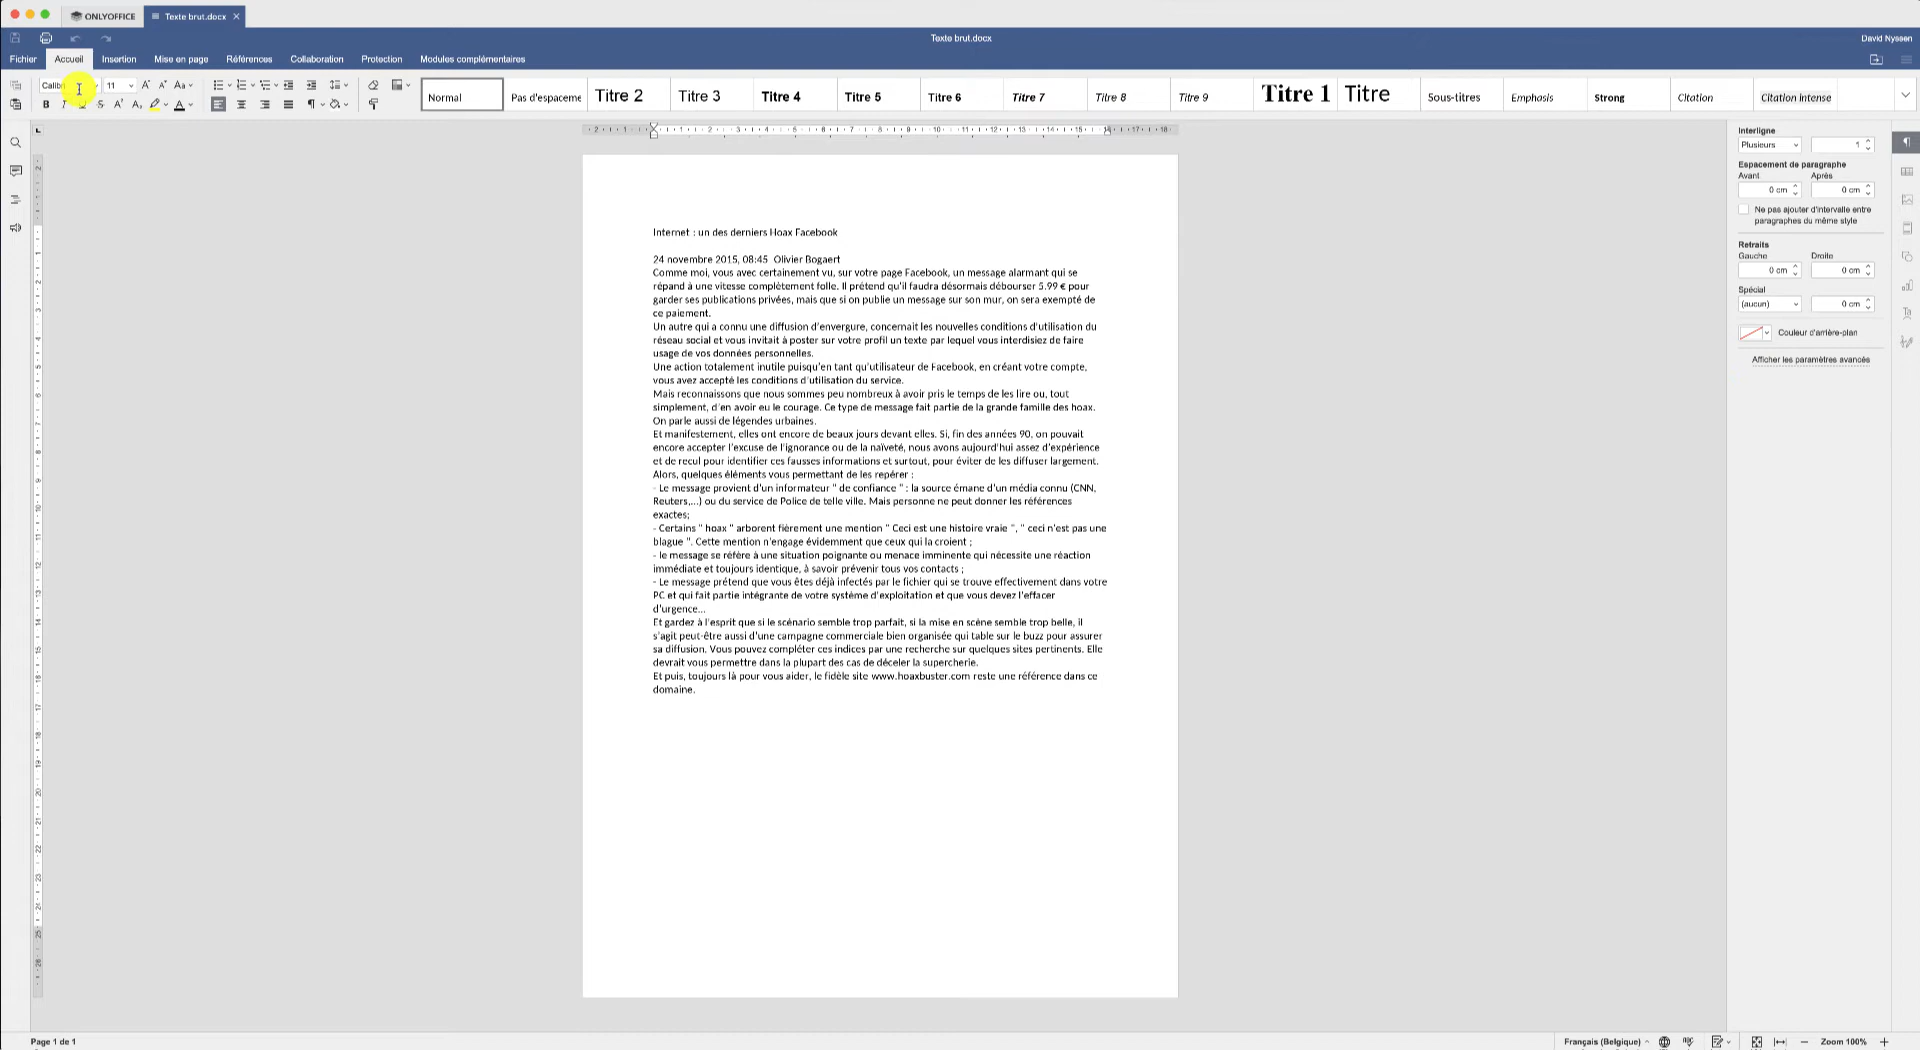 ONLYOFFICE
Texte brut.docx
Texte brut.docx
David Nyssen
Fichier Accueil Insertion Mise en page Références Collaboration Protection Modules complémentaires
11
Normal Pas d'espaceme Titre 2 Titre 3 Titre 4 Titre 5 Titre 6 Titre 7 Titre 8 Titre 9 Titre 1 Titre Sous-titres Emphasis Strong Citation Citation intense
Internet : un des derniers Hoax Facebook
24 novembre 2015, 08:45 Olivier Bogaert
Comme moi, vous avec certainement vu, sur votre page Facebook, un message alarmant qui se
répand à une vitesse complètement folle. Il prétend qu'il faudra désormais débourser 5.99 € pour
garder ses publications privées, mais que si on publie un message sur son mur, on sera exempté de
ce paiement.
Un autre qui a connu une diffusion d'envergure, concernait les nouvelles conditions d'utilisation du
réseau social et vous invitait à poster sur votre profil un texte par lequel vous interdisiez de faire
usage de vos données personnelles.
Une action totalement inutile puisqu'en tant qu'utilisateur de Facebook, en créant votre compte,
vous avez accepté les conditions d'utilisation du service.
Mais reconnaissons que nous sommes peu nombreux à avoir pris le temps de les lire ou, tout
simplement, d'en avoir eu le courage. Ce type de message fait partie de la grande famille des hoax.
On parle aussi de légendes urbaines.
Et manifestement, elles ont encore de beaux jours devant elles. Si, fin des années 90, on pouvait
encore accepter l'excuse de l'ignorance ou de la naïveté, nous avons aujourd'hui assez d'expérience
et de recul pour identifier ces fausses informations et surtout, pour éviter de les diffuser largement.
Alors, quelques éléments vous permettant de les repérer :
- Le message provient d'un informateur " de confiance " : la source émane d'un média connu (CNN,
Reuters,...) ou du service de Police de telle ville. Mais personne ne peut donner les références
exactes;
- Certains " hoax " arborent fièrement une mention " Ceci est une histoire vraie ", " ceci n'est pas une
blague ". Cette mention n'engage évidemment que ceux qui la croient ;
- le message se réfère à une situation poignante ou menace imminente qui nécessite une réaction
immédiate et toujours identique, à savoir prévenir tous vos contacts ;
- Le message prétend que vous êtes déjà infectés par le fichier qui se trouve effectivement dans votre
PC et qui fait partie intégrante de votre système d'exploitation et que vous devez l'effacer
d'urgence...
Et gardez à l'esprit que si le scénario semble trop parfait, si la mise en scène semble trop belle, il
s'agit peut-être aussi d'une campagne commerciale bien organisée qui table sur le buzz pour assurer
sa diffusion. Vous pouvez compléter ces indices par une recherche sur quelques sites pertinents. Elle
devrait vous permettre dans la plupart des cas de déceler la supercherie.
Et puis, toujours là pour vous aider, le fidèle site www.hoaxbuster.com reste une référence dans ce
domaine.
Interligne
Plusieurs 1
Espacement de paragraphe
Avant Après
0 cm 0 cm
Ne pas ajouter d'intervalle entre
paragraphes du même style
Retraits
Gauche Droite
0 cm 0 cm
Spécial
(aucun) 0 cm
Couleur d'arrière-plan
Afficher les paramètres avancés
Page 1 de 1
Français (Belgique)
Zoom 100%